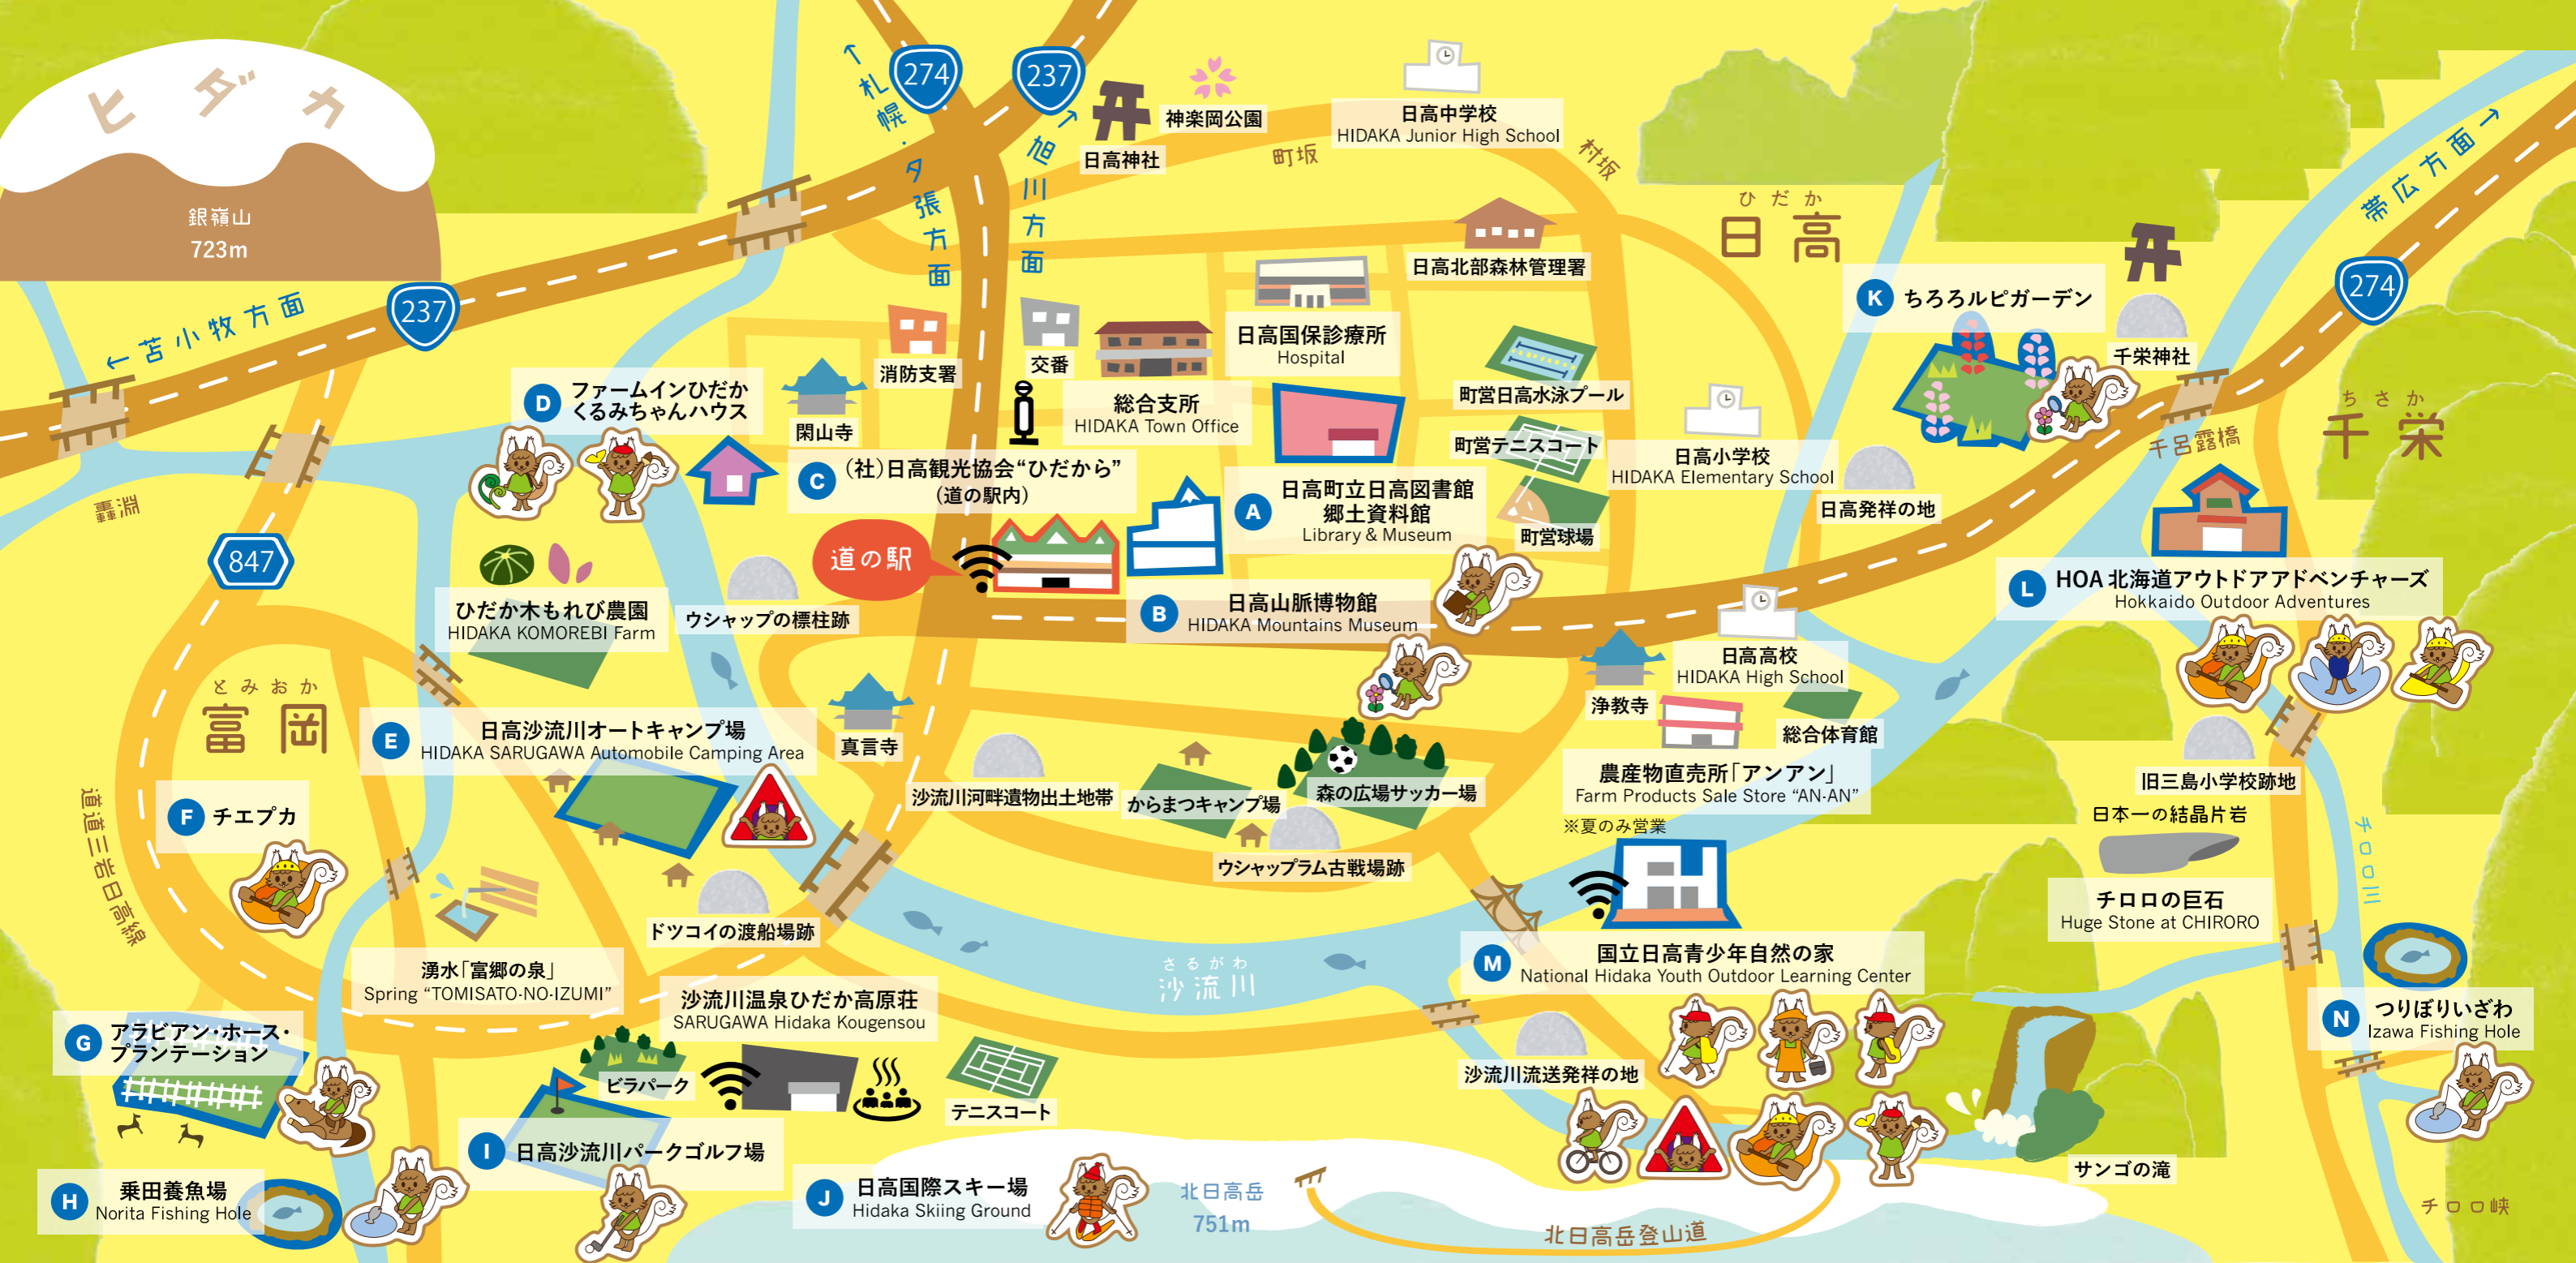 ヒダカ
銀嶺山
723m
←苫小牧方面
237
↑札幌・夕張方面
274
237
旭川方面↑
日高神社
神楽岡公園
日高中学校
HIDAKA Junior High School
町坂
村坂
ひだか
日高
帯広方面→
274
日高北部森林管理署
日高国保診療所
Hospital
消防支署
交番
総合支所
HIDAKA Town Office
町営日高水泳プール
町営テニスコート
町営球場
日高小学校
HIDAKA Elementary School
日高発祥の地
K ちろろルピガーデン
千栄神社
千呂露橋
ちさか
千栄
D ファームインひだか
くるみちゃんハウス
閑山寺
C (社)日高観光協会“ひだから”
(道の駅内)
A 日高町立日高図書館
郷土資料館
Library & Museum
道の駅
B 日高山脈博物館
HIDAKA Mountains Museum
轟淵
847
ひだか木もれび農園
HIDAKA KOMOREBI Farm
ウシャップの標柱跡
L HOA 北海道アウトドアアドベンチャーズ
Hokkaido Outdoor Adventures
日高高校
HIDAKA High School
浄教寺
総合体育館
農産物直売所「アンアン」
Farm Products Sale Store “AN-AN”
※夏のみ営業
とみおか
富岡
E 日高沙流川オートキャンプ場
HIDAKA SARUGAWA Automobile Camping Area
真言寺
沙流川河畔遺物出土地帯
からまつキャンプ場
森の広場サッカー場
ウシャップラム古戦場跡
旧三島小学校跡地
日本一の結晶片岩
チロロの巨石
Huge Stone at CHIRORO
チロロ川
F チエプカ
道道三岩日高線
ドツコイの渡船場跡
湧水「富郷の泉」
Spring “TOMISATO-NO-IZUMI”
沙流川温泉ひだか高原荘
SARUGAWA Hidaka Kougensou
さるがわ
沙流川
M 国立日高青少年自然の家
National Hidaka Youth Outdoor Learning Center
N つりぼりいざわ
Izawa Fishing Hole
G アラビアン・ホース・
プランテーション
ビラパーク
テニスコート
沙流川流送発祥の地
サンゴの滝
I 日高沙流川パークゴルフ場
H 乗田養魚場
Norita Fishing Hole
J 日高国際スキー場
Hidaka Skiing Ground
北日高岳
751m
北日高岳登山道
チロロ峡